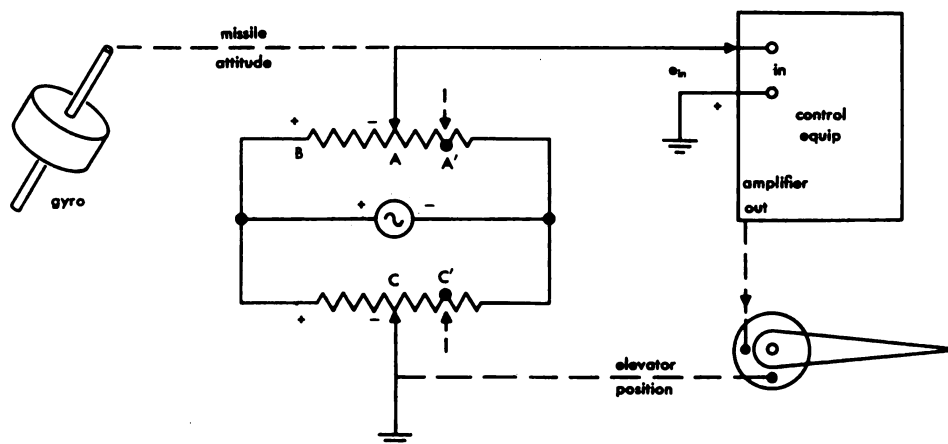 missile
attitude
gyro
+
−
B
A
A'
+
−
C
C'
+
−
e_in
+
in
control
equip
amplifier
out
elevator
position